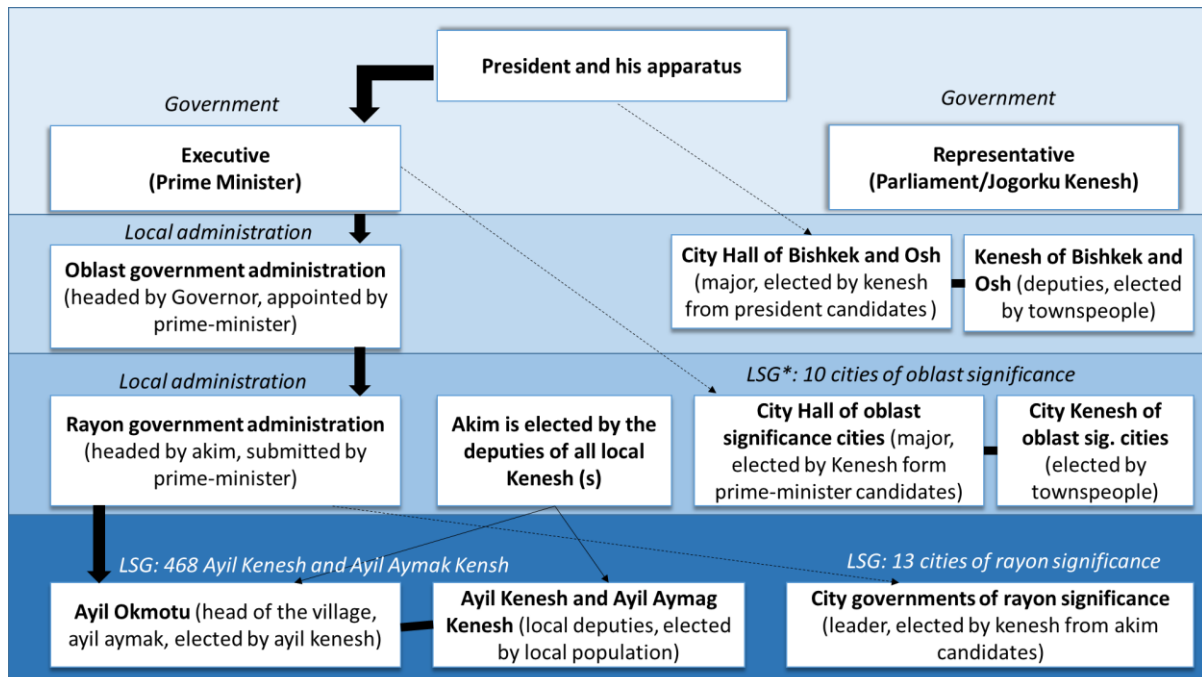 President and his apparatus
Government
Government
Executive
(Prime Minister)
Representative
(Parliament/Jogorku Kenesh)
Local administration
Oblast government administration
(headed by Governor, appointed by
prime-minister)
City Hall of Bishkek and Osh
(major, elected by kenesh
from president candidates )
Kenesh of Bishkek and
Osh (deputies, elected
by townspeople)
Local administration
LSG*: 10 cities of oblast significance
Rayon government administration
(headed by akim, submitted by
prime-minister)
Akim is elected by the
deputies of all local
Kenesh (s)
City Hall of oblast
significance cities (major,
elected by Kenesh form
prime-minister candidates)
City Kenesh of
oblast sig. cities
(elected by
townspeople)
LSG: 468 Ayil Kenesh and Ayil Aymak Kensh
LSG: 13 cities of rayon significance
Ayil Okmotu (head of the village,
ayil aymak, elected by ayil kenesh)
Ayil Kenesh and Ayil Aymag
Kenesh (local deputies, elected
by local population)
City governments of rayon significance
(leader, elected by kenesh from akim
candidates)